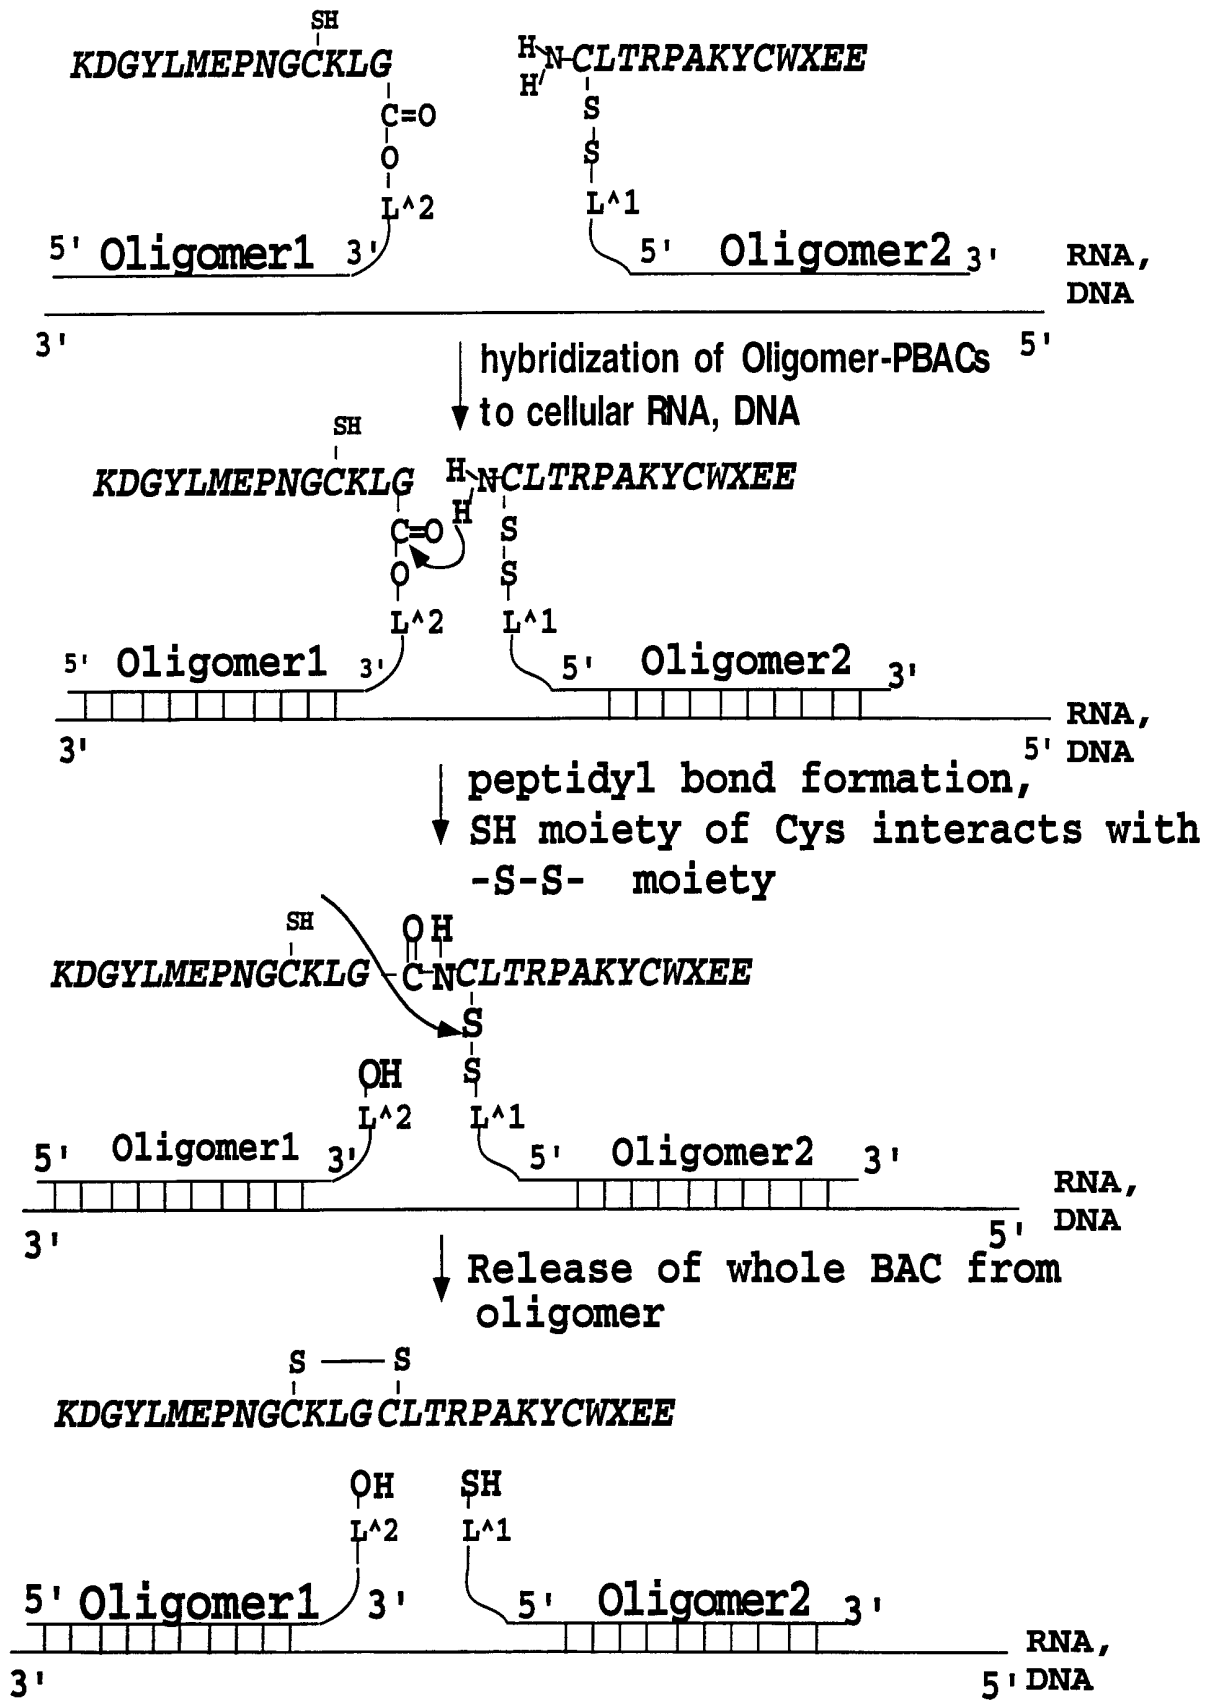 SH
KDGYLMEPNGCKLG
H
N-CLTRPAKYCWXEE
H
C=O
O
L^2
S
S
L^1
5' Oligomer1 3'
5' Oligomer2 3'
RNA,
DNA
3'
5'
hybridization of Oligomer-PBACs
to cellular RNA, DNA
SH
KDGYLMEPNGCKLG
H
N-CLTRPAKYCWXEE
H
C=O
O
L^2
S
S
L^1
5' Oligomer1 3'
5' Oligomer2 3'
RNA,
DNA
3'
5'
peptidyl bond formation,
SH moiety of Cys interacts with
-S-S- moiety
SH
O H
KDGYLMEPNGCKLG -C-NCLTRPAKYCWXEE
S
S
OH
L^2
L^1
5' Oligomer1 3'
5' Oligomer2 3'
RNA,
DNA
3'
5'
Release of whole BAC from
oligomer
S — S
KDGYLMEPNGCKLGCLTRPAKYCWXEE
OH
SH
L^2
L^1
5' Oligomer1 3'
5' Oligomer2 3'
RNA,
DNA
3'
5'